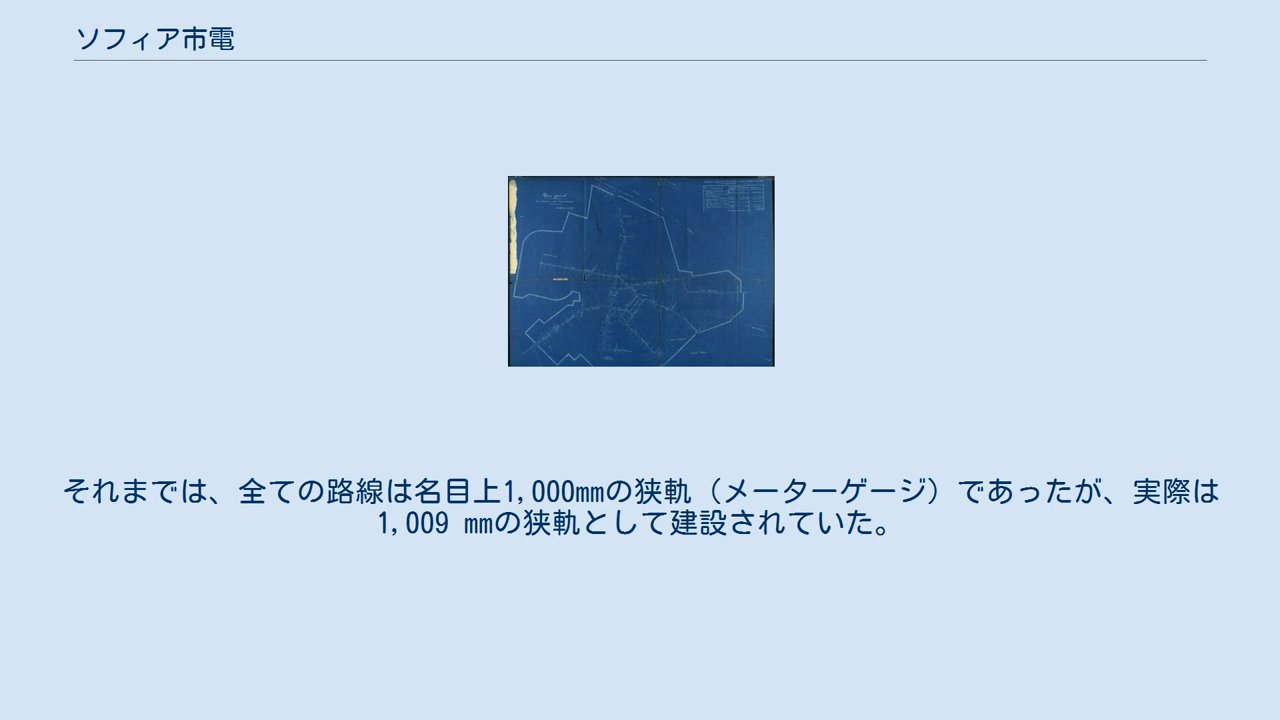 ソフィア市電
それまでは、全ての路線は名目上1,000mmの狭軌（メーターゲージ）であったが、実際は
1,009 mmの狭軌として建設されていた。